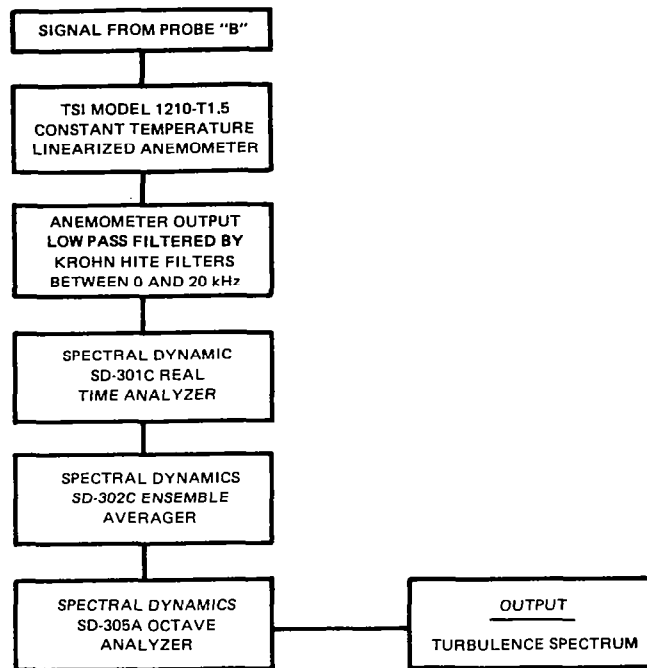 SIGNAL FROM PROBE "B"
TSI MODEL 1210-T1.5
CONSTANT TEMPERATURE
LINEARIZED ANEMOMETER
ANEMOMETER OUTPUT
LOW PASS FILTERED BY
KROHN HITE FILTERS
BETWEEN 0 AND 20 kHz
SPECTRAL DYNAMIC
SD-301C REAL
TIME ANALYZER
SPECTRAL DYNAMICS
SD-302C ENSEMBLE
AVERAGER
SPECTRAL DYNAMICS
SD-305A OCTAVE
ANALYZER
OUTPUT
TURBULENCE SPECTRUM